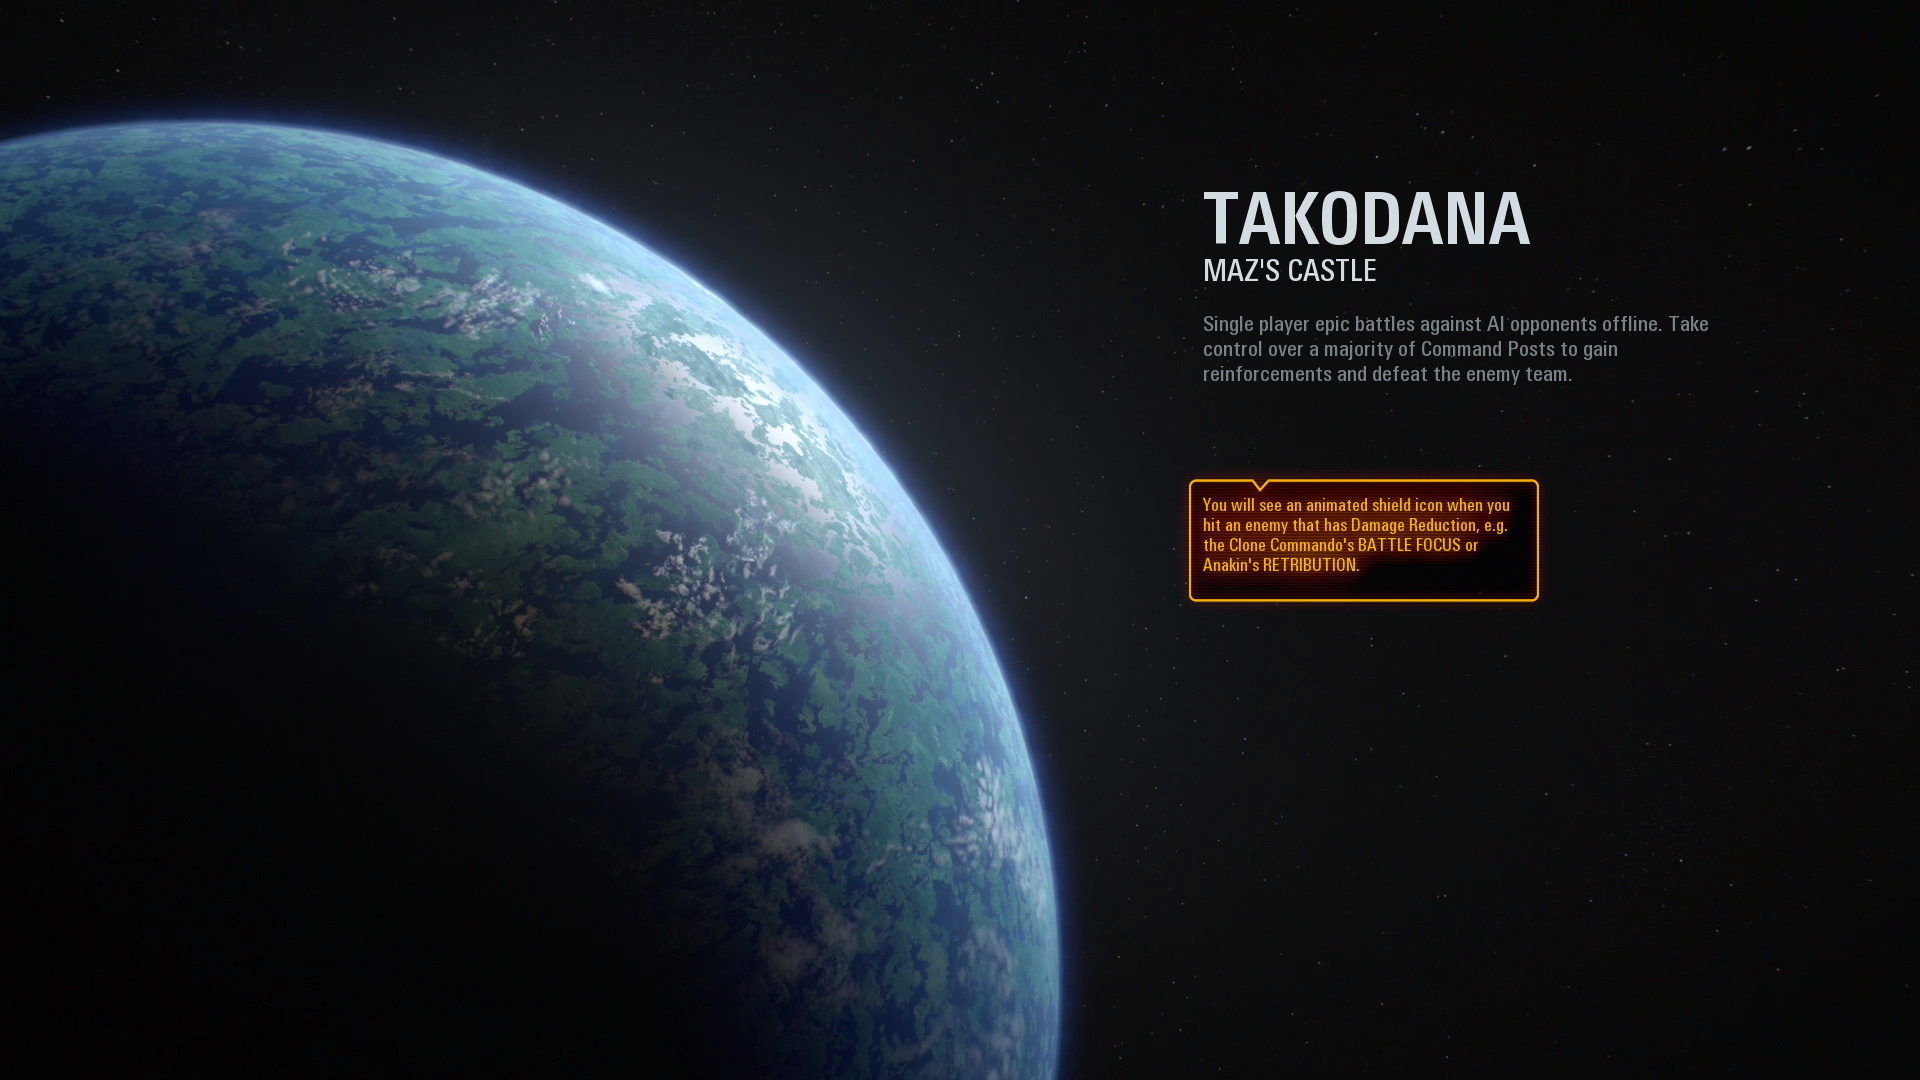 TAKODANA
MAZ'S CASTLE
Single player epic battles against AI opponents offline. Take
control over a majority of Command Posts to gain
reinforcements and defeat the enemy team.
You will see an animated shield icon when you
hit an enemy that has Damage Reduction, e.g.
the Clone Commando's BATTLE FOCUS or
Anakin's RETRIBUTION.